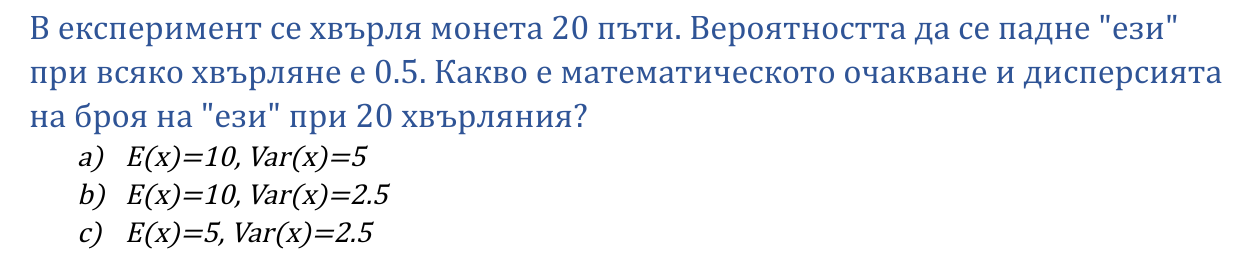 В експеримент се хвърля монета 20 пъти. Вероятността да се падне "ези"
при всяко хвърляне е 0.5. Какво е математическото очакване и дисперсията
на броя на "ези" при 20 хвърляния?
a) E(x)=10, Var(x)=5
b) E(x)=10, Var(x)=2.5
c) E(x)=5, Var(x)=2.5